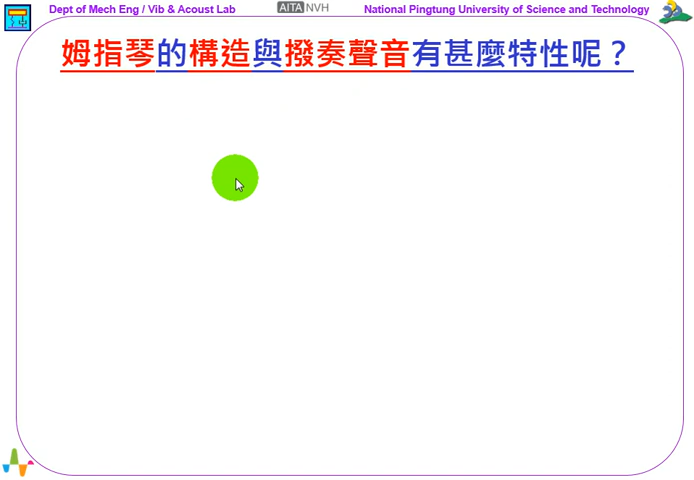 Dept of Mech Eng / Vib & Acoust Lab AITA NVH National Pingtung University of Science and Technology
姆指琴的構造與撥奏聲音有甚麼特性呢？